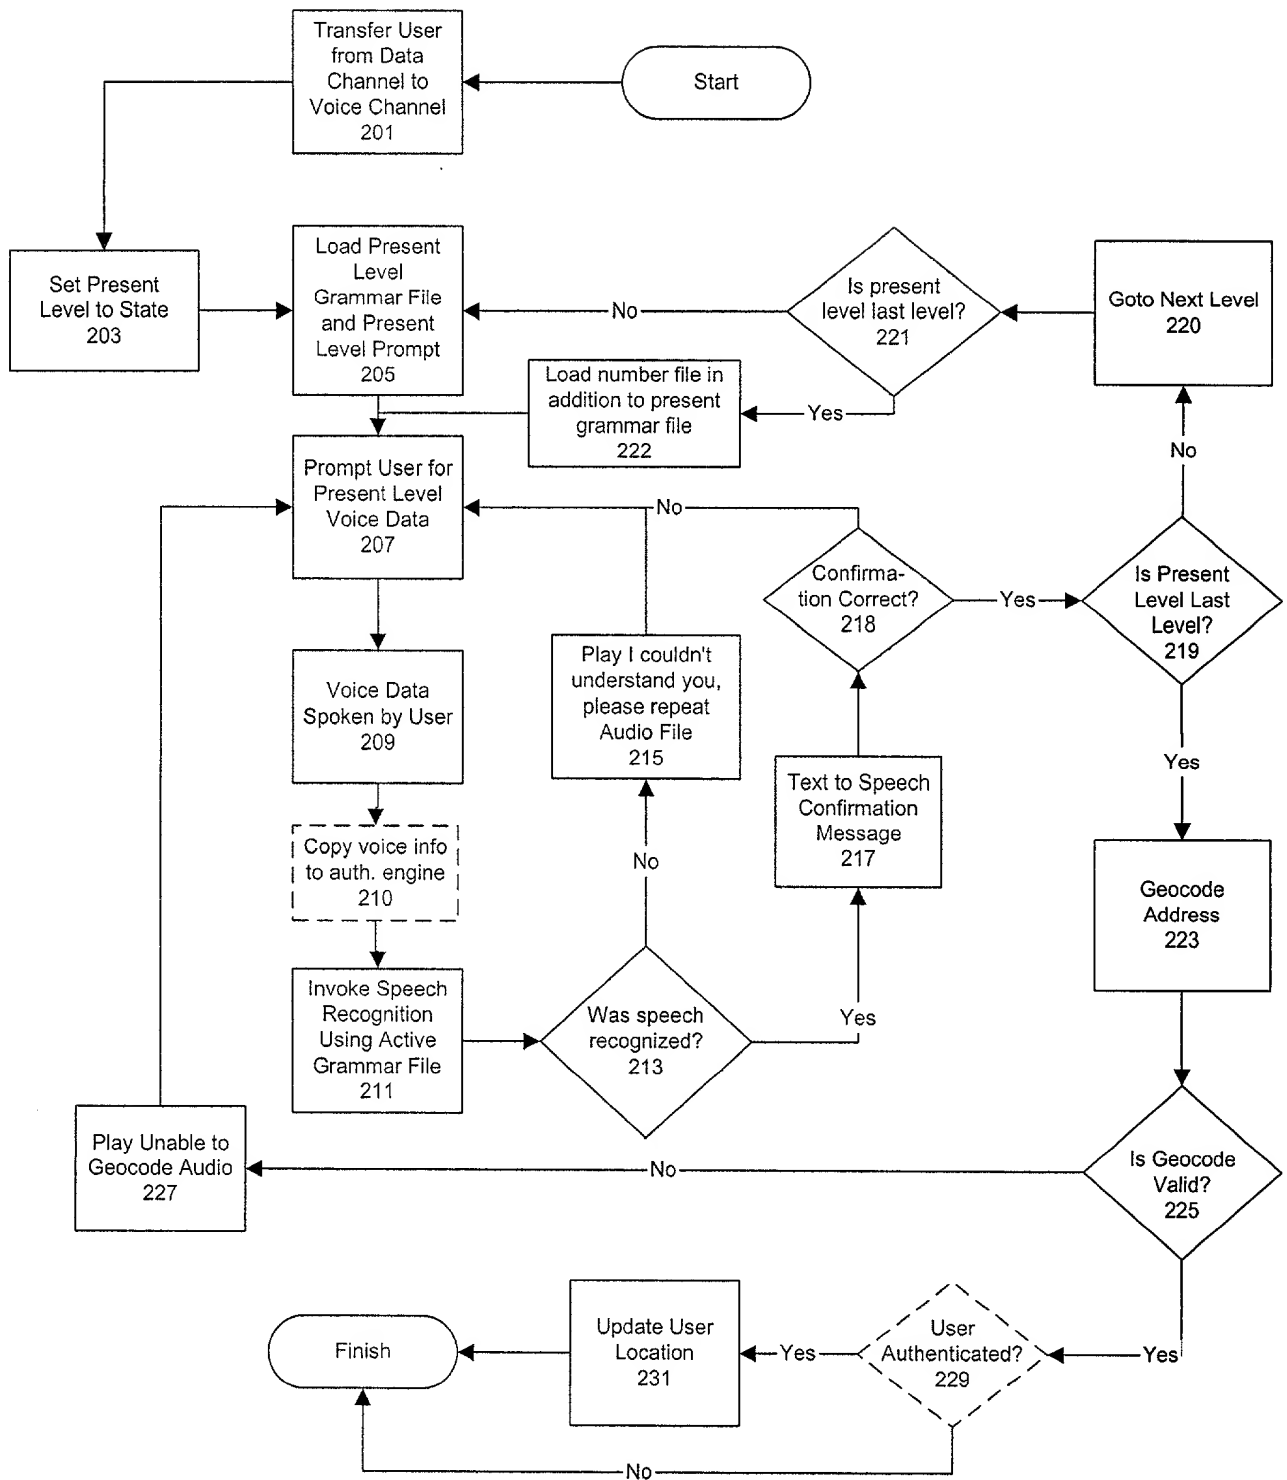 Transfer User
from Data
Channel to
Voice Channel
201
Start
Set Present
Level to State
203
Load Present
Level
Grammar File
and Present
Level Prompt
205
No
Is present
level last level?
221
Goto Next Level
220
Load number file in
addition to present
grammar file
222
Yes
No
Prompt User for
Present Level
Voice Data
207
No
Confirma-
tion Correct?
218
Yes
Is Present
Level Last
Level?
219
Voice Data
Spoken by User
209
Play I couldn't
understand you,
please repeat
Audio File
215
Yes
Text to Speech
Confirmation
Message
217
Copy voice info
to auth. engine
210
No
Geocode
Address
223
Invoke Speech
Recognition
Using Active
Grammar File
211
Was speech
recognized?
213
Yes
Play Unable to
Geocode Audio
227
No
Is Geocode
Valid?
225
Finish
Update User
Location
231
Yes
User
Authenticated?
229
Yes
No